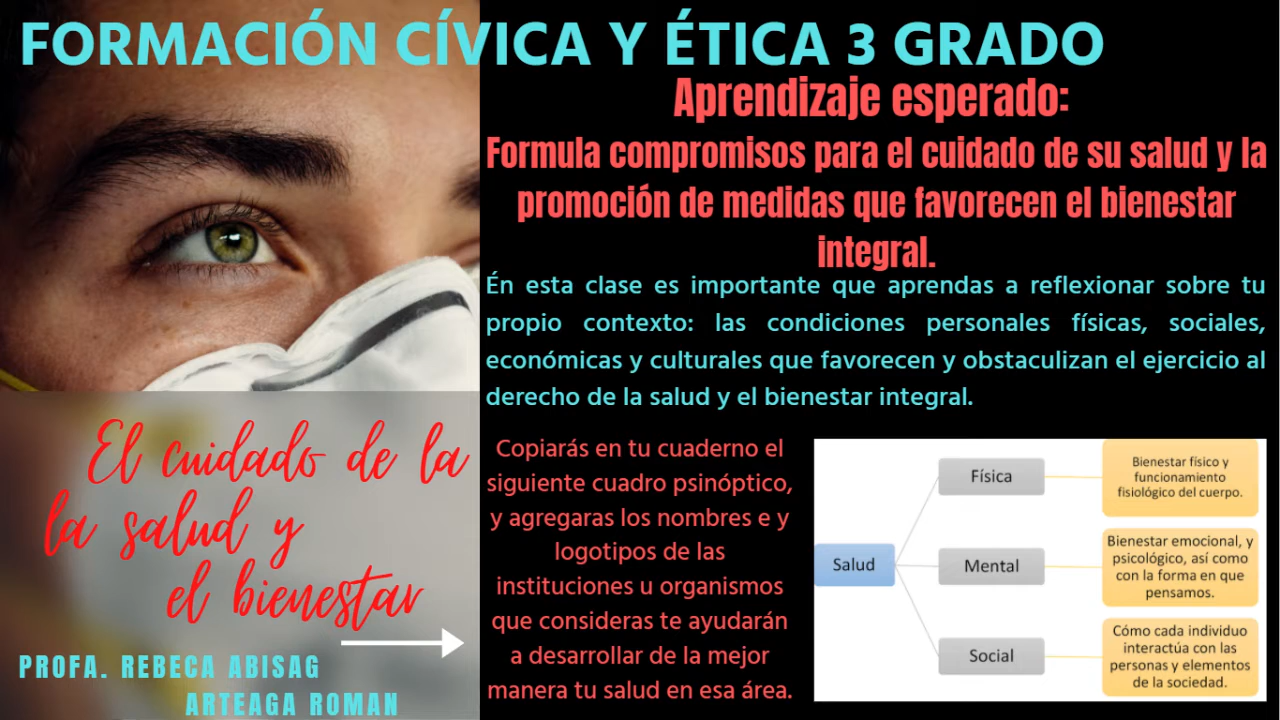 FORMACIÓN CÍVICA Y ÉTICA 3 GRADO
Aprendizaje esperado:
Formula compromisos para el cuidado de su salud y la
promoción de medidas que favorecen el bienestar
integral.
Én esta clase es importante que aprendas a reflexionar sobre tu
propio contexto: las condiciones personales físicas, sociales,
económicas y culturales que favorecen y obstaculizan el ejercicio al
derecho de la salud y el bienestar integral.
El cuidado de la
la salud y
el bienestar
PROFA. REBECA ABISAG
ARTEAGA ROMAN
Copiarás en tu cuaderno el
siguiente cuadro psinóptico,
y agregaras los nombres e y
logotipos de las
instituciones u organismos
que consideras te ayudarán
a desarrollar de la mejor
manera tu salud en esa área.
Salud
Física
Bienestar físico y
funcionamiento
fisiológico del cuerpo.
Mental
Bienestar emocional, y
psicológico, así como
con la forma en que
pensamos.
Social
Cómo cada individuo
interactúa con las
personas y elementos
de la sociedad.